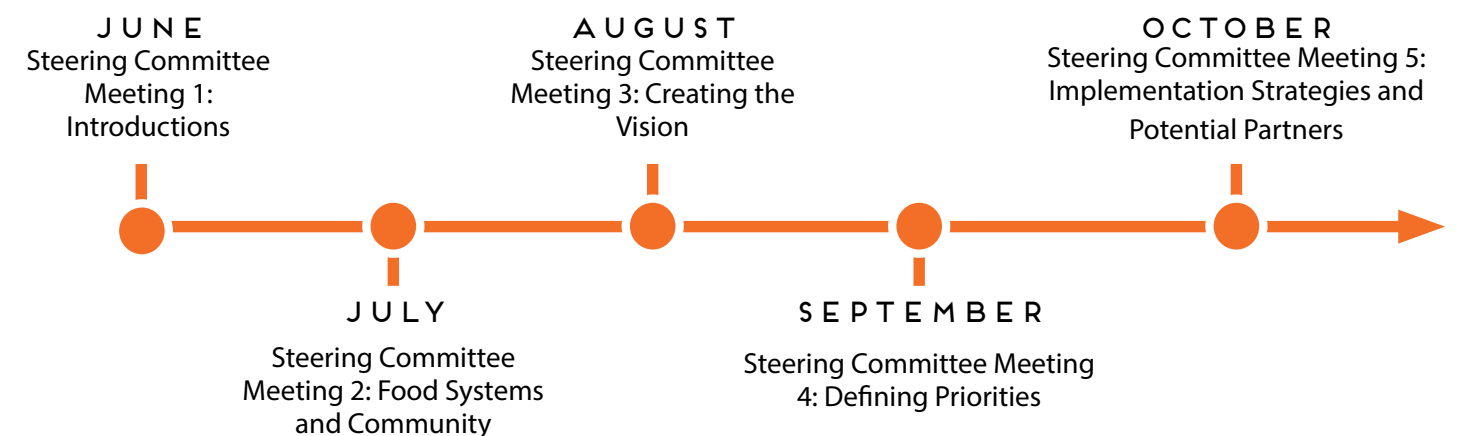 JUNE
Steering Committee
Meeting 1:
Introductions
JULY
Steering Committee
Meeting 2: Food Systems
and Community
AUGUST
Steering Committee
Meeting 3: Creating the
Vision
SEPTEMBER
Steering Committee Meeting
4: Defining Priorities
OCTOBER
Steering Committee Meeting 5:
Implementation Strategies and
Potential Partners